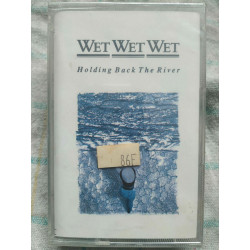 WET WET WET
Holding Back The River
86F